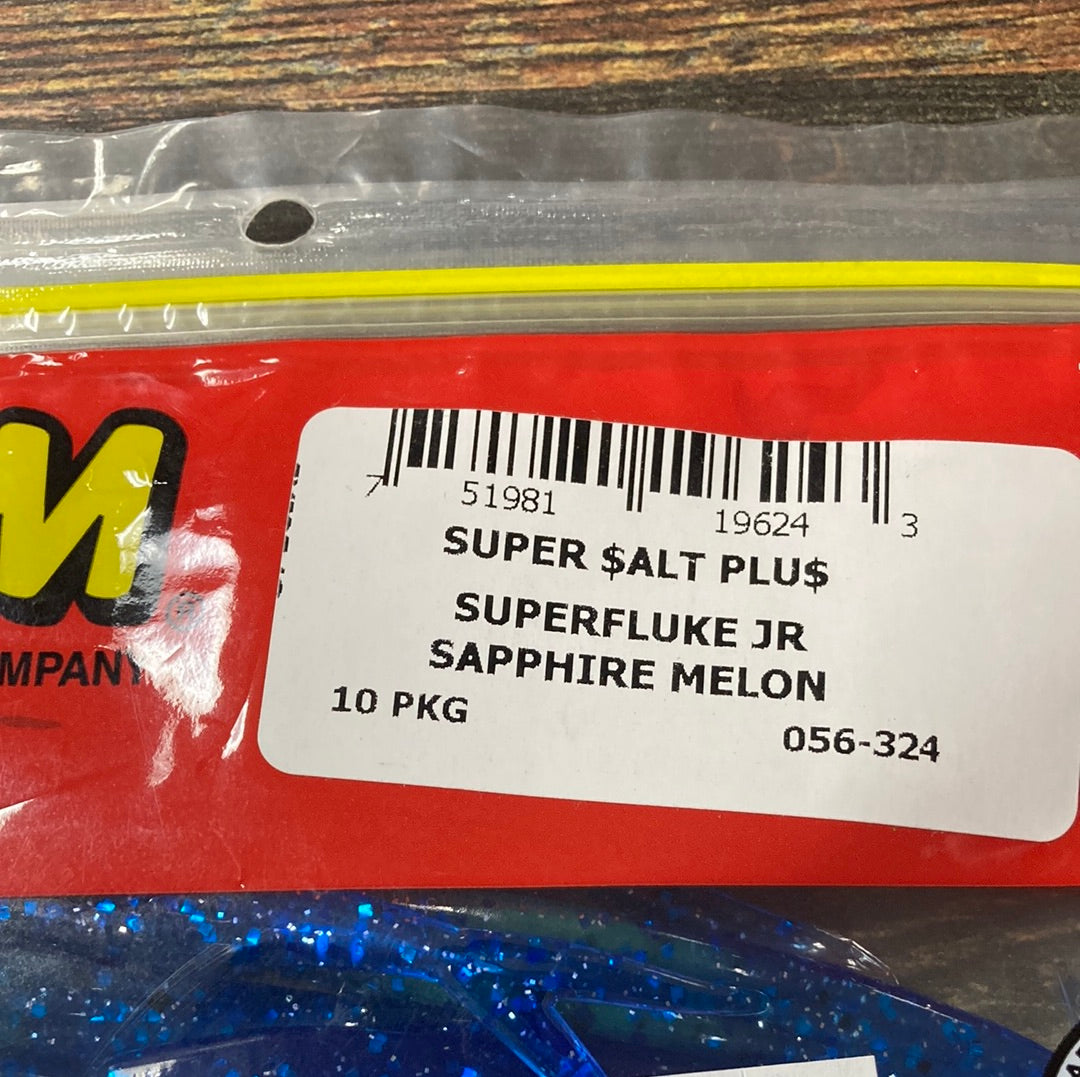 M
®
MPANY
7 51981 19624 3
SUPER $ALT PLU$
SUPERFLUKE JR
SAPPHIRE MELON
10 PKG
056-324